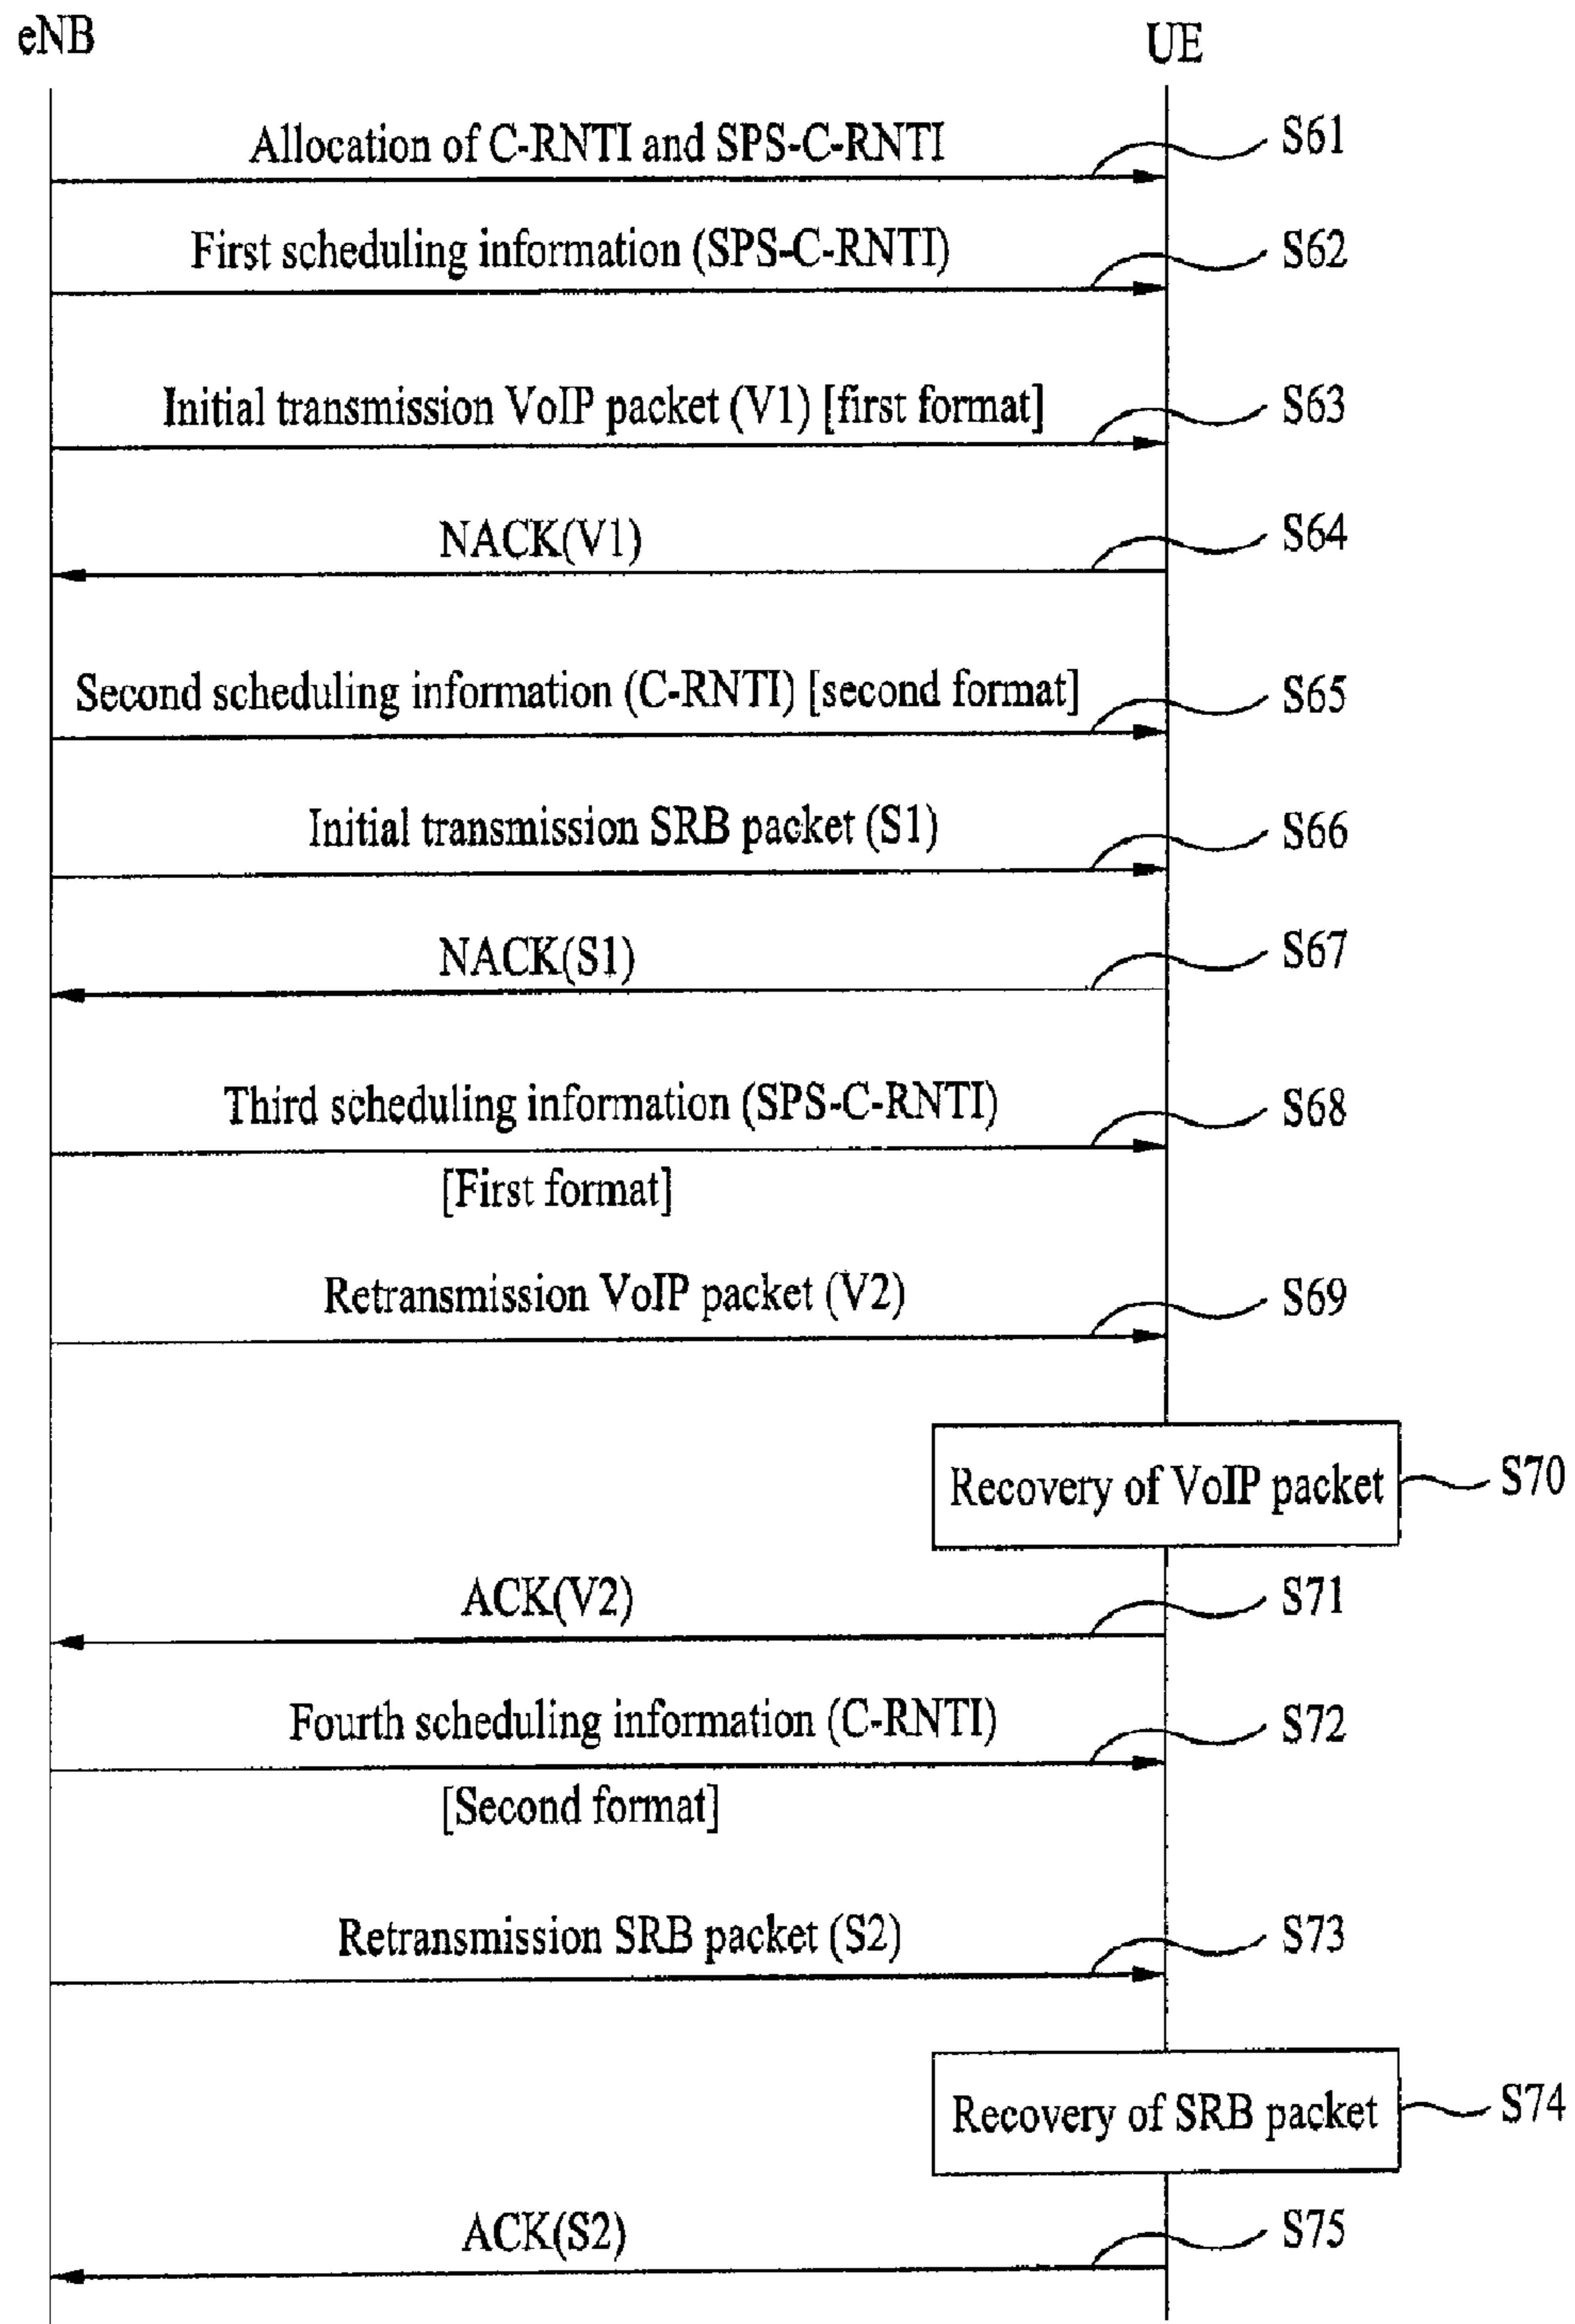 eNB
UE
Allocation of C-RNTI and SPS-C-RNTI
S61
First scheduling information (SPS-C-RNTI)
S62
Initial transmission VoIP packet (V1) [first format]
S63
NACK(V1)
S64
Second scheduling information (C-RNTI) [second format]
S65
Initial transmission SRB packet (S1)
S66
NACK(S1)
S67
Third scheduling information (SPS-C-RNTI)
S68
[First format]
Retransmission VoIP packet (V2)
S69
Recovery of VoIP packet
S70
ACK(V2)
S71
Fourth scheduling information (C-RNTI)
S72
[Second format]
Retransmission SRB packet (S2)
S73
Recovery of SRB packet
S74
ACK(S2)
S75